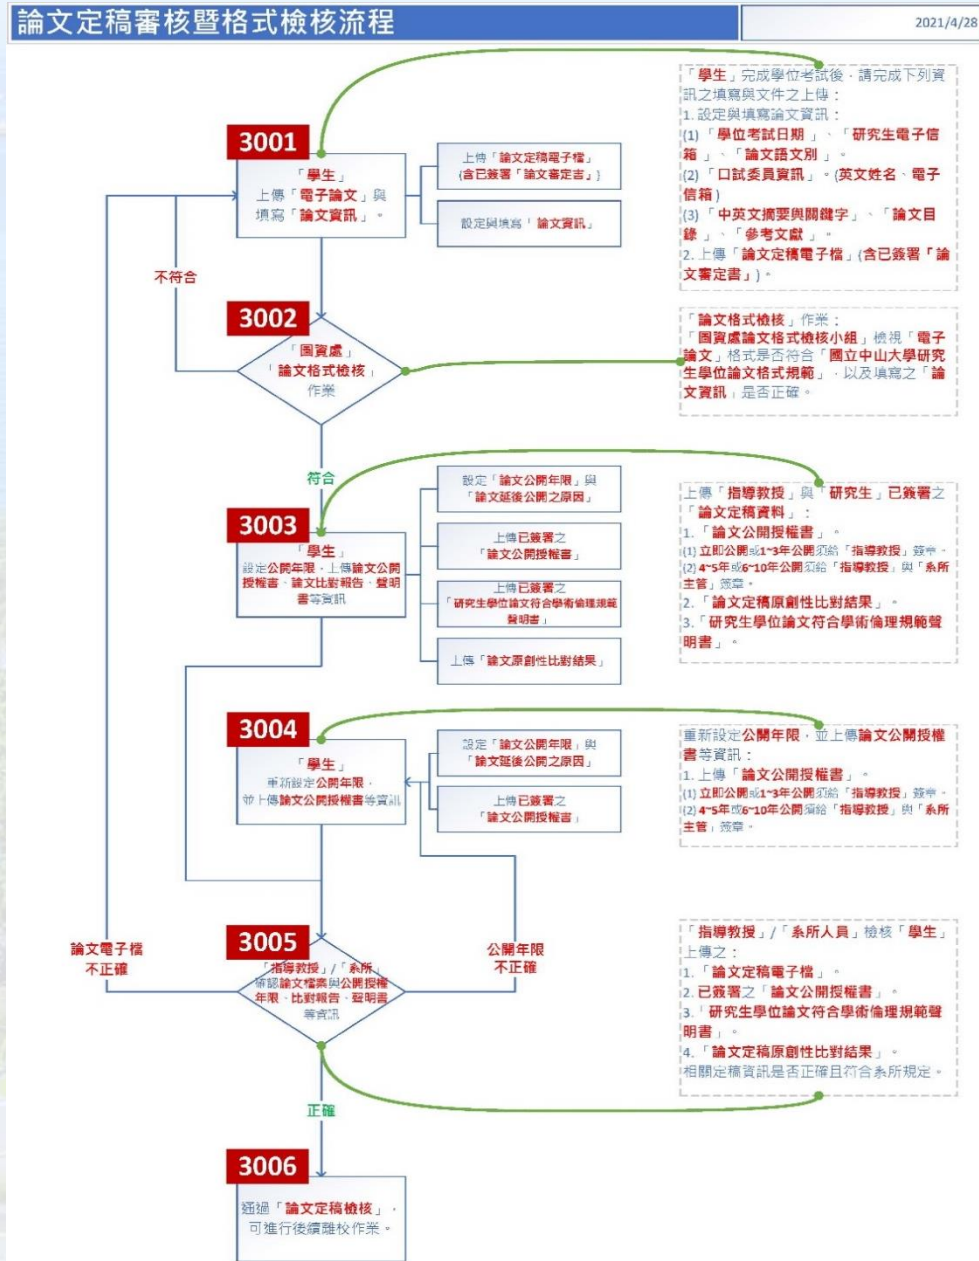 論文定稿審核暨格式檢核流程
2021/4/28
3001
「學生」
上傳「電子論文」與
填寫「論文資訊」。
上傳「論文定稿電子檔」
(含已簽署「論文審定書」)
設定與填寫「論文資訊」
「學生」完成學位考試後，請完成下列資
訊之填寫與文件之上傳：
1. 設定與填寫論文資訊：
(1)「學位考試日期」、「研究生電子信
箱」、「論文語文別」。
(2)「口試委員資訊」。(英文姓名、電子
信箱)
(3)「中英文摘要與關鍵字」、「論文目
錄」、「參考文獻」。
2. 上傳「論文定稿電子檔」(含已簽署「論
文審定書」)。
不符合
3002
「圖資處」
「論文格式檢核」
作業
「論文格式檢核」作業：
「圖資處論文格式檢核小組」檢視「電子
論文」格式是否符合「國立中山大學研究
生學位論文格式規範」，以及填寫之「論
文資訊」是否正確。
符合
3003
「學生」
設定公開年限，上傳論文公開
授權書、論文比對報告、聲明
書等資訊
設定「論文公開年限」與
「論文延後公開之原因」
上傳已簽署之
「論文公開授權書」
上傳已簽署之
「研究生學位論文符合學術倫理規範
聲明書」
上傳「論文原創性比對結果」
上傳「指導教授」與「研究生」已簽署之
「論文定稿資料」：
1.「論文公開授權書」。
(1) 立即公開或1~3年公開須給「指導教授」簽章。
(2) 4~5年或6~10年公開須給「指導教授」與「系所
主管」簽章。
2.「論文定稿原創性比對結果」。
3.「研究生學位論文符合學術倫理規範聲
明書」。
3004
「學生」
重新設定公開年限，
並上傳論文公開授權書等資訊
設定「論文公開年限」與
「論文延後公開之原因」
上傳已簽署之
「論文公開授權書」
重新設定公開年限，並上傳論文公開授權
書等資訊：
1. 上傳「論文公開授權書」。
(1) 立即公開或1~3年公開須給「指導教授」簽章。
(2) 4~5年或6~10年公開須給「指導教授」與「系所
主管」簽章。
論文電子檔
不正確
3005
「指導教授」/「系所」
確認論文檔案與公開授權
年限、比對報告、聲明書
等資訊
公開年限
不正確
「指導教授」/「系所人員」檢核「學生」
上傳之：
1.「論文定稿電子檔」。
2. 已簽署之「論文公開授權書」。
3.「研究生學位論文符合學術倫理規範聲
明書」。
4.「論文定稿原創性比對結果」。
相關定稿資訊是否正確且符合系所規定。
正確
3006
通過「論文定稿檢核」，
可進行後續離校作業。